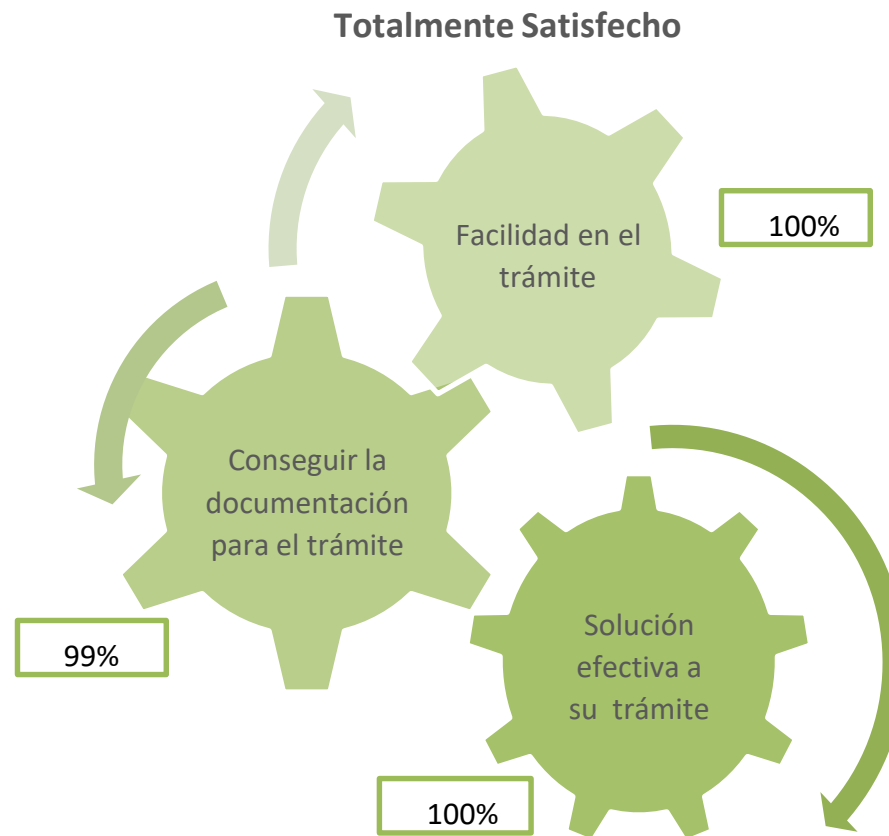 Totalmente Satisfecho
Facilidad en el
trámite
100%
Conseguir la
documentación
para el trámite
99%
Solución
efectiva a
su trámite
100%